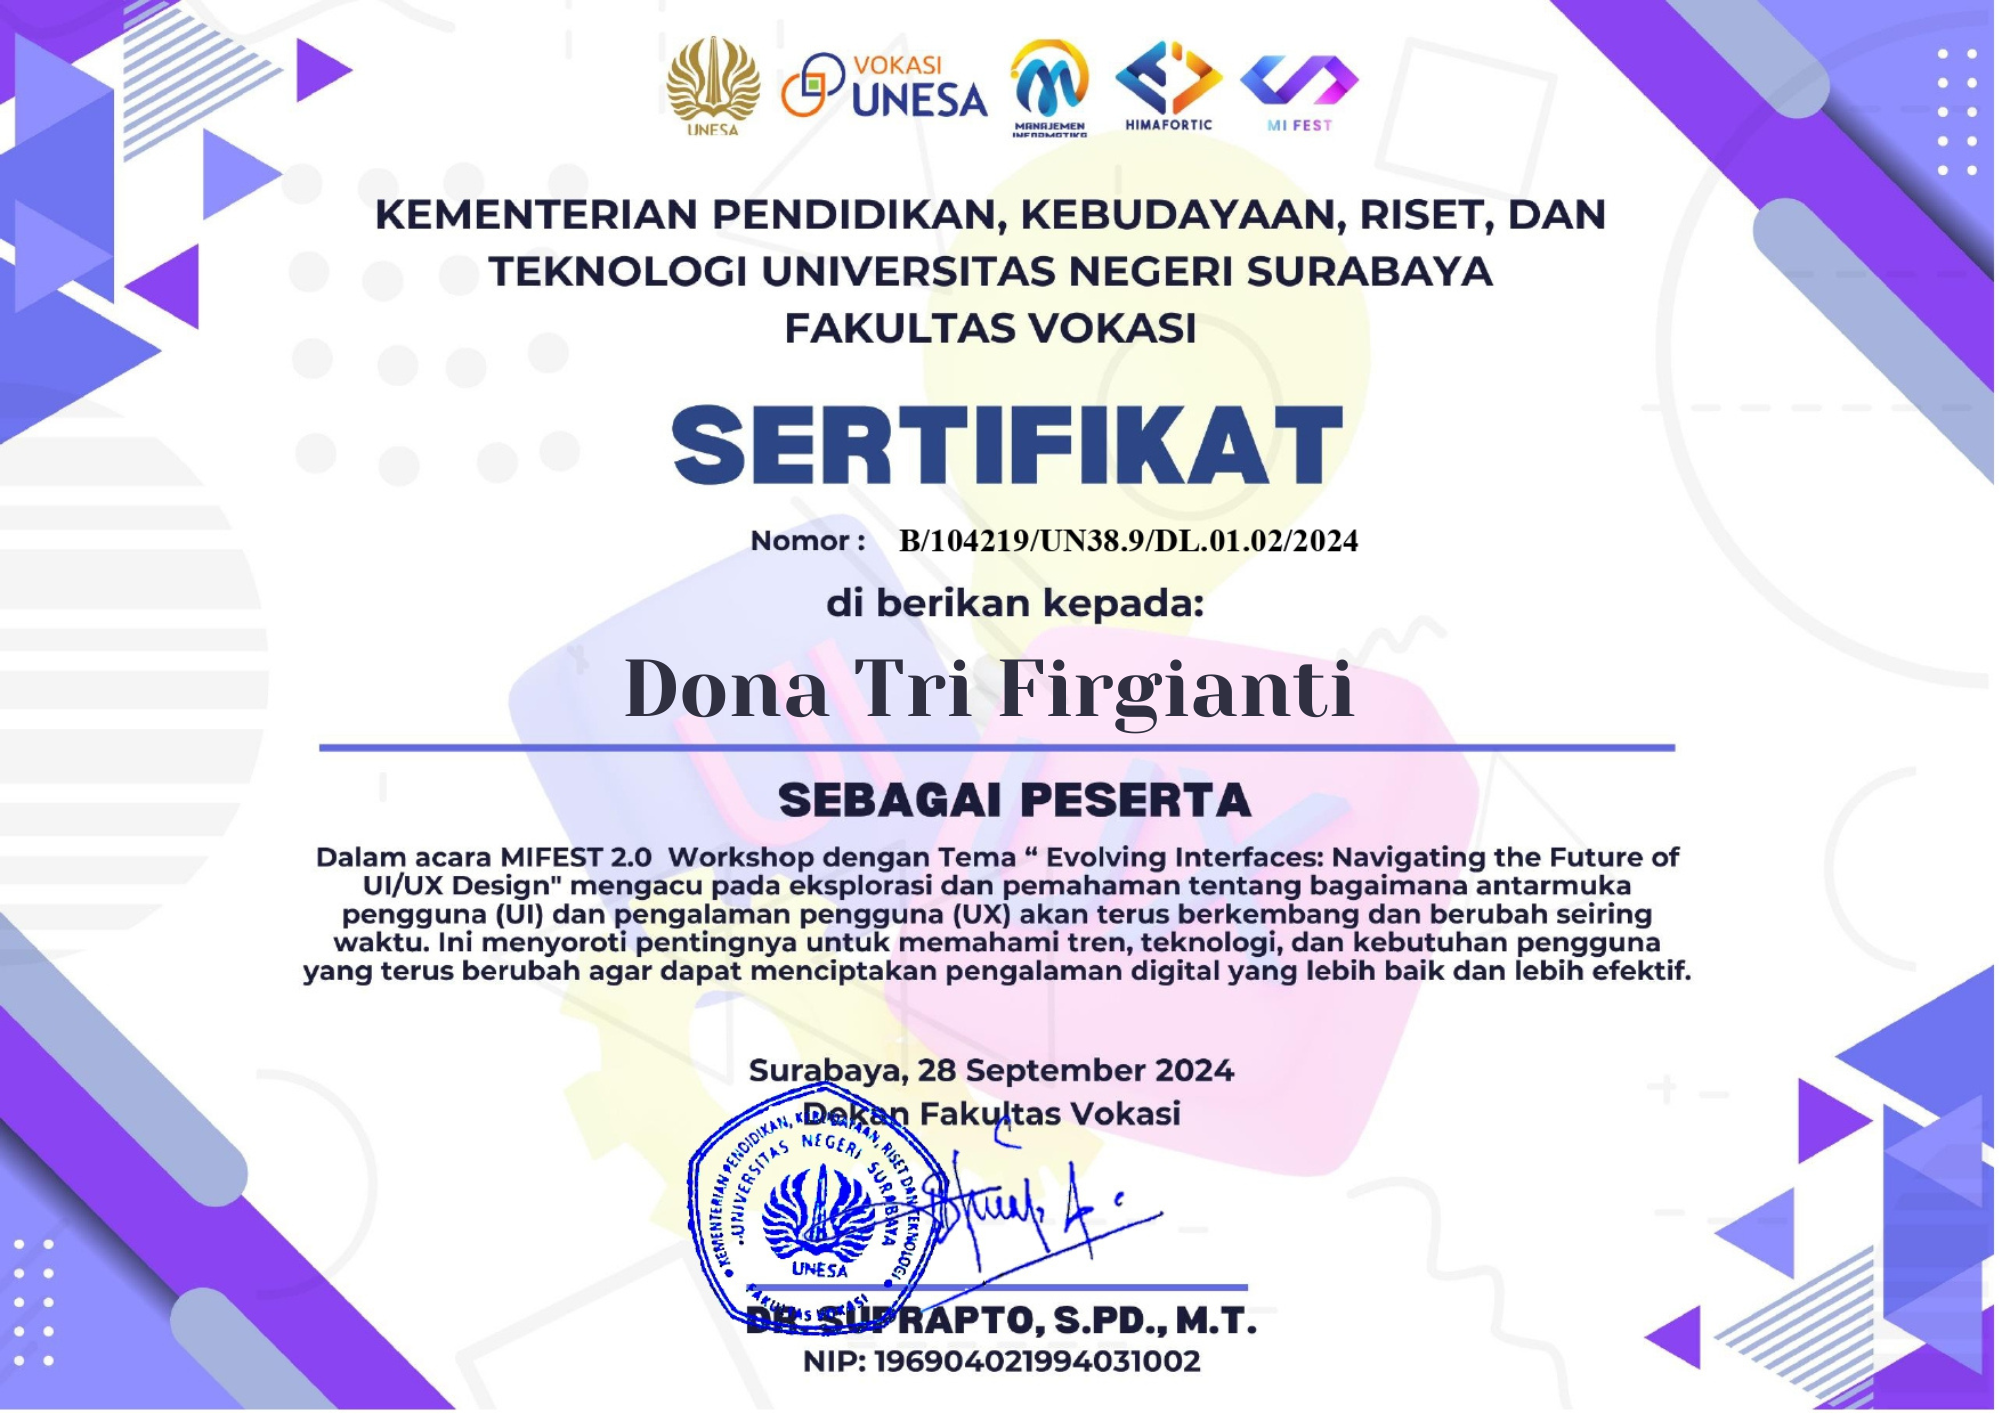 UNESA
VOKASI
UNESA
MANAJEMEN
INFORMATIKA
HIMAFORTIC
MI FEST
KEMENTERIAN PENDIDIKAN, KEBUDAYAAN, RISET, DAN
TEKNOLOGI UNIVERSITAS NEGERI SURABAYA
FAKULTAS VOKASI
SERTIFIKAT
Nomor : B/104219/UN38.9/DL.01.02/2024
di berikan kepada:
Dona Tri Firgianti
UI
UX
SEBAGAI PESERTA
Dalam acara MIFEST 2.0 Workshop dengan Tema “ Evolving Interfaces: Navigating the Future of
UI/UX Design" mengacu pada eksplorasi dan pemahaman tentang bagaimana antarmuka
pengguna (UI) dan pengalaman pengguna (UX) akan terus berkembang dan berubah seiring
waktu. Ini menyoroti pentingnya untuk memahami tren, teknologi, dan kebutuhan pengguna
yang terus berubah agar dapat menciptakan pengalaman digital yang lebih baik dan lebih efektif.
Surabaya, 28 September 2024
Dekan Fakultas Vokasi
KEMENTERIAN PENDIDIKAN, KEBUDAYAAN, RISET DAN TEKNOLOGI
UNIVERSITAS NEGERI SURABAYA
UNESA
FAKULTAS VOKASI
DR. SUPRAPTO, S.PD., M.T.
NIP: 196904021994031002